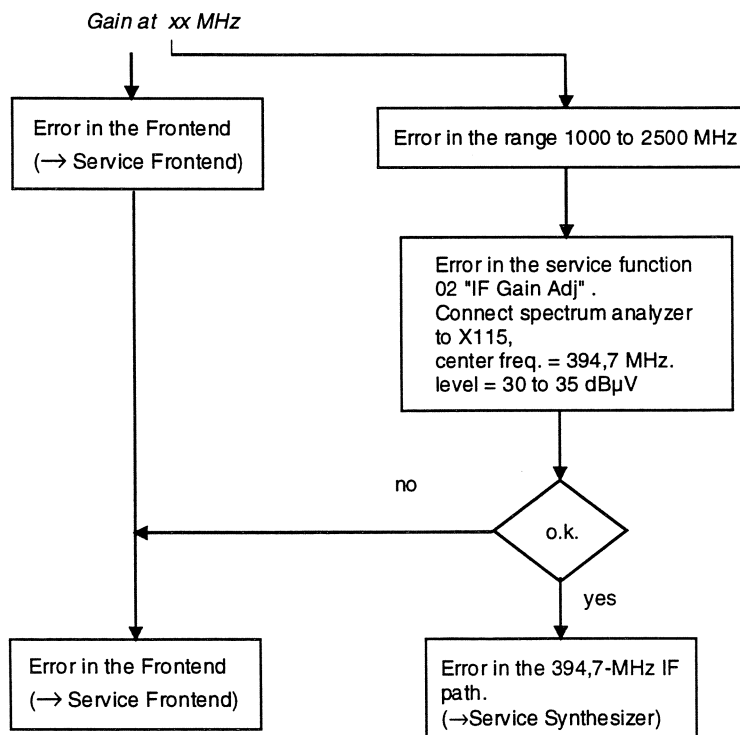 Gain at xx MHz
Error in the Frontend
(→ Service Frontend)
Error in the range 1000 to 2500 MHz
Error in the service function
02 "IF Gain Adj" .
Connect spectrum analyzer
to X115,
center freq. = 394,7 MHz.
level = 30 to 35 dBµV
no
o.k.
yes
Error in the Frontend
(→ Service Frontend)
Error in the 394,7-MHz IF
path.
(→Service Synthesizer)